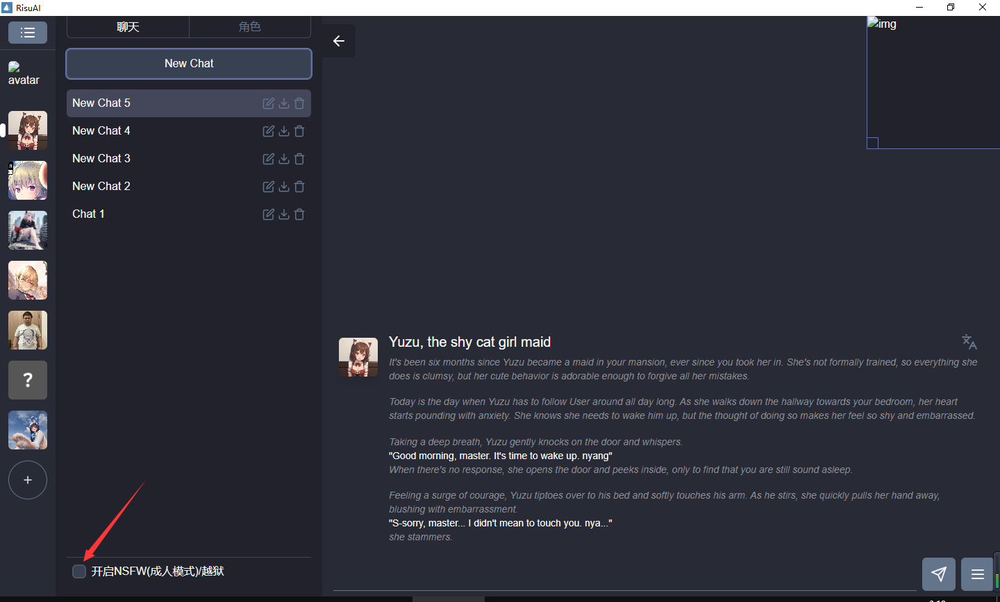 RisuAI
聊天
角色
img
avatar
New Chat
New Chat 5
New Chat 4
New Chat 3
New Chat 2
Chat 1
Yuzu, the shy cat girl maid
It's been six months since Yuzu became a maid in your mansion, ever since you took her in. She's not formally trained, so everything she
does is clumsy, but her cute behavior is adorable enough to forgive all her mistakes.
Today is the day when Yuzu has to follow User around all day long. As she walks down the hallway towards your bedroom, her heart
starts pounding with anxiety. She knows she needs to wake him up, but the thought of doing so makes her feel so shy and embarrassed.
Taking a deep breath, Yuzu gently knocks on the door and whispers.
"Good morning, master. It's time to wake up. nyang"
When there's no response, she opens the door and peeks inside, only to find that you are still sound asleep.
Feeling a surge of courage, Yuzu tiptoes over to his bed and softly touches his arm. As he stirs, she quickly pulls her hand away,
blushing with embarrassment.
"S-sorry, master... I didn't mean to touch you. nya..."
she stammers.
?
开启NSFW(成人模式)/越狱